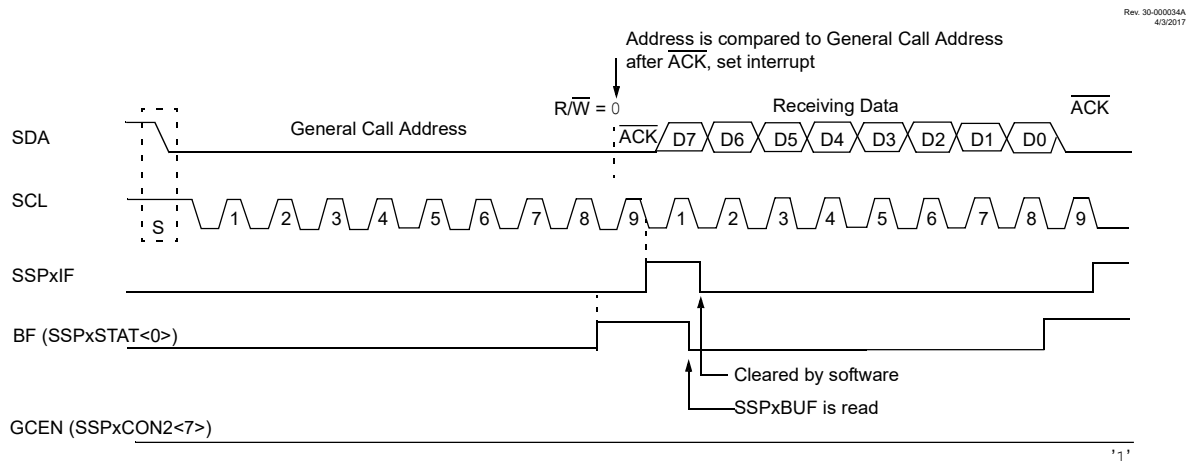 Rev. 30-000034A
4/3/2017
Address is compared to General Call Address
after ACK, set interrupt
R/W = 0
Receiving Data
ACK
SDA
General Call Address
ACK
D7 D6 D5 D4 D3 D2 D1 D0
SCL
S
1 2 3 4 5 6 7 8 9 1 2 3 4 5 6 7 8 9
SSPxIF
BF (SSPxSTAT<0>)
Cleared by software
SSPxBUF is read
GCEN (SSPxCON2<7>)
'1'